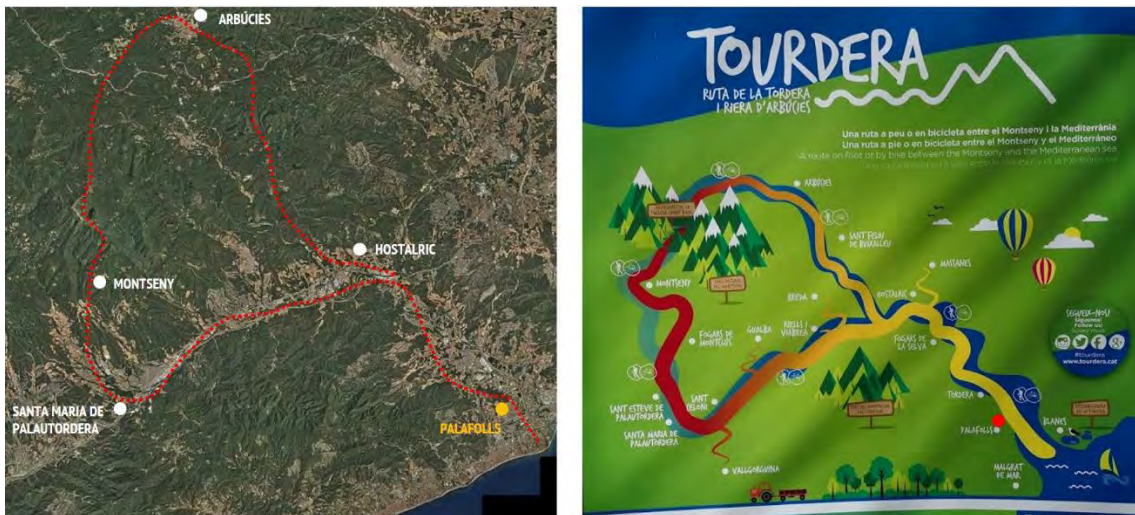 ARBÚCIES
HOSTALRIC
MONTSENY
SANTA MARIA DE
PALAUTORDERA
PALAFOLLS
TOURDERA
RUTA DE LA TORDERA
I RIERA D'ARBÚCIES
Una ruta a peu o en bicicleta entre el Montseny i la Mediterrània
Una ruta a pie o en bicicleta entre el Montseny y el Mediterráneo
A route on foot or by bike between the Montseny and the Mediterranean sea
ARBÚCIES
SANT FELIU
DE BUIXALLEU
MASSANES
MONTSENY
HOSTALRIC
BREDA
RIELLS I
VIABREA
GUALBA
FOGARS DE
MONTCLÚS
FOGARS DE
LA SELVA
SEGUEIX-NOS!
Síguenos!
Follow us!
#tourdera
www.tourdera.cat
SANT ESTEVE DE
PALAUTORDERA
SANT
CELONI
TORDERA
SANTA MARIA DE
PALAUTORDERA
PALAFOLLS
BLANES
VALLGORGUINA
MALGRAT
DE MAR